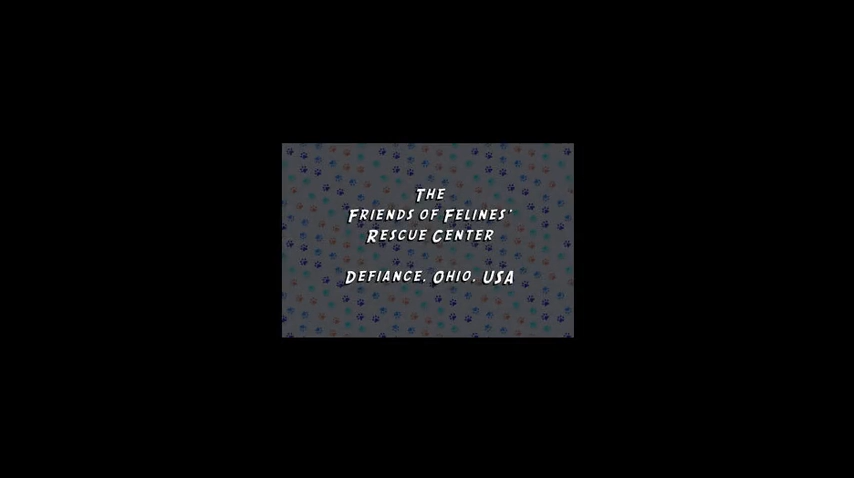 The
Friends of Felines'
Rescue Center
Defiance, Ohio, USA